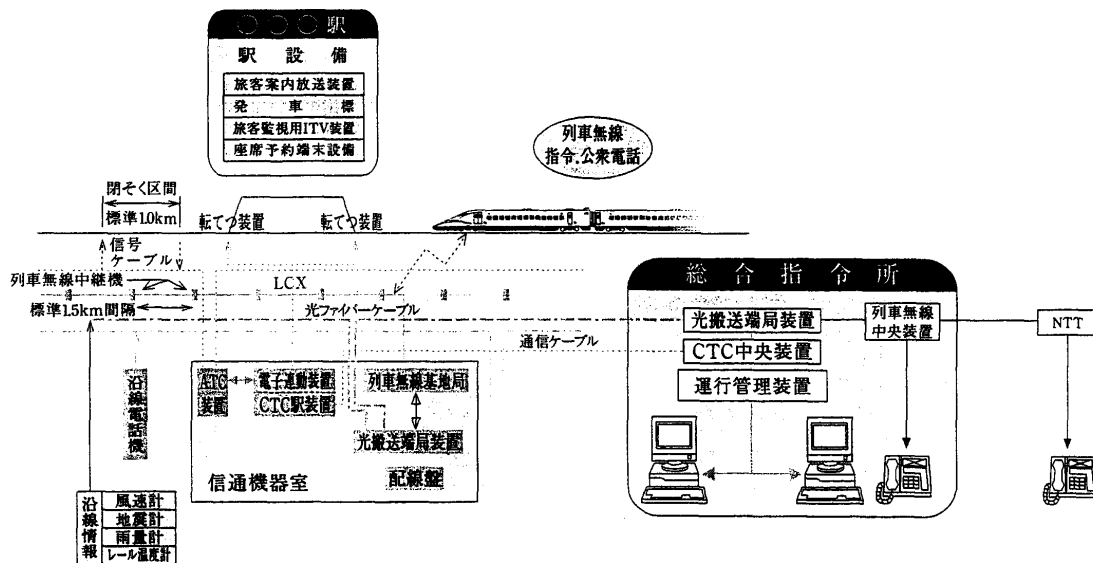 ○○○駅
駅設備
旅客案内放送装置
発車標
旅客監視用ITV装置
座席予約端末設備
列車無線
指令.公衆電話
閉そく区間
標準1.0km
転てつ装置
転てつ装置
信号
ケーブル
列車無線中継機
LCX
標準1.5km間隔
光ファイバーケーブル
通信ケーブル
総合指令所
光搬送端局装置
列車無線
中央装置
NTT
CTC中央装置
運行管理装置
沿線電話機
ATC
装置
電子連動装置
CTC駅装置
列車無線基地局
光搬送端局装置
信通機器室
配線盤
沿線情報
風速計
地震計
雨量計
レール温度計